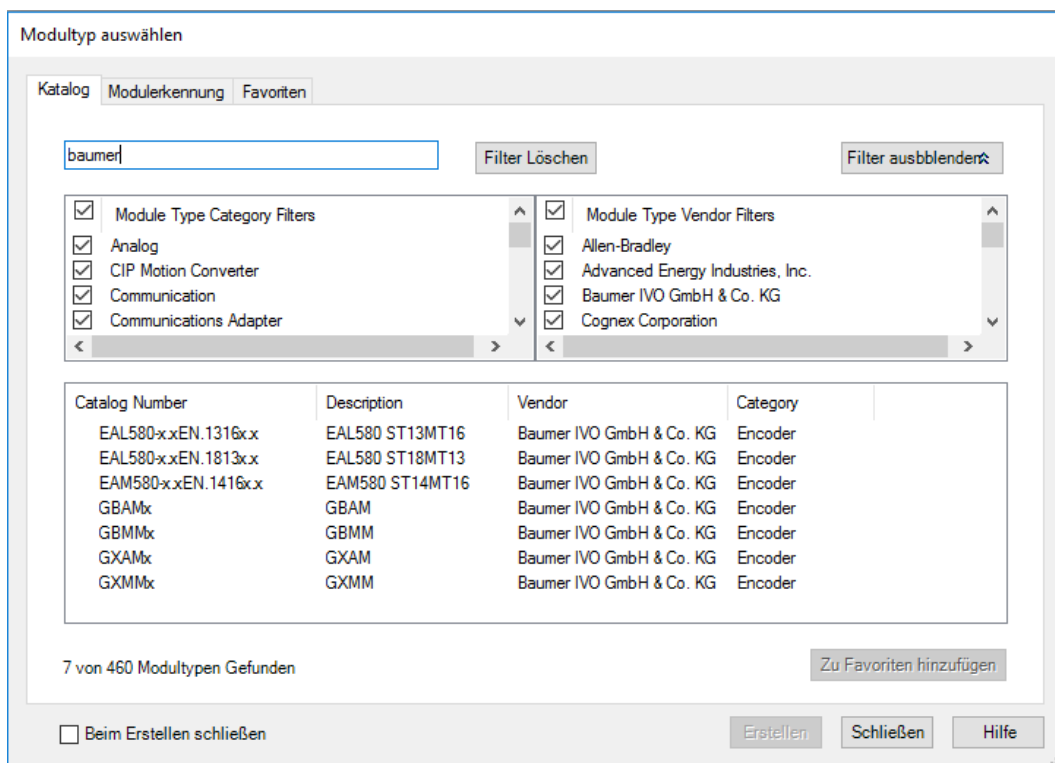 Modultyp auswählen
Katalog Modulerkennung Favoriten
baumer Filter Löschen Filter ausbblenden
Module Type Category Filters
Analog
CIP Motion Converter
Communication
Communications Adapter
Module Type Vendor Filters
Allen-Bradley
Advanced Energy Industries, Inc.
Baumer IVO GmbH & Co. KG
Cognex Corporation
Catalog Number Description Vendor Category
EAL580-x.xEN.1316x.x EAL580 ST13MT16 Baumer IVO GmbH & Co. KG Encoder
EAL580-x.xEN.1813x.x EAL580 ST18MT13 Baumer IVO GmbH & Co. KG Encoder
EAM580-x.xEN.1416x.x EAM580 ST14MT16 Baumer IVO GmbH & Co. KG Encoder
GBAMx GBAM Baumer IVO GmbH & Co. KG Encoder
GBMMx GBMM Baumer IVO GmbH & Co. KG Encoder
GXAMx GXAM Baumer IVO GmbH & Co. KG Encoder
GXMMx GXMM Baumer IVO GmbH & Co. KG Encoder
7 von 460 Modultypen Gefunden Zu Favoriten hinzufügen
Beim Erstellen schließen Erstellen Schließen Hilfe